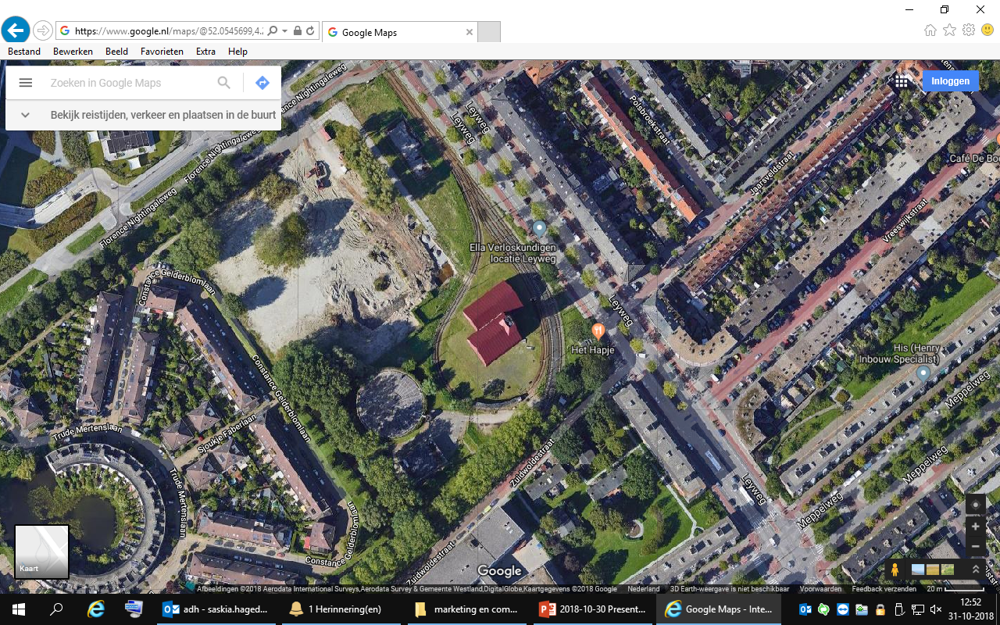 https://www.google.nl/maps/@52.0545699,4.2
Google Maps
Bestand Bewerken Beeld Favorieten Extra Help
Zoeken in Google Maps
Inloggen
Bekijk reistijden, verkeer en plaatsen in de buurt
Florence Nightingaleweg
Florence Nightingaleweg
Florence Nightingaleweg
Leyweg
Leyweg
Polsbroekstraat
Jaarsveldstraat
Café De Boe
Vreeswijkstraat
Ella Verloskundigen
locatie Leyweg
Constance Gelderblomlaan
Leyweg
Het Hapje
His (Henry
Inbouw Specialist)
Constance Gelderblomlaan
Meppelweg
Trude Mertenslaan
Sjoukje Faberlaan
Zuidwoldestraat
Meppelweg
Leyweg
Trude Mertenslaan
Meppelweg
Constance Gelderblomlaan
Zuidwoldestraat
Kaart
Google
Afbeeldingen ©2018 Aerodata International Surveys,Aerodata Survey & Gemeente Westland,DigitalGlobe,Kaartgegevens ©2018 Google Nederland 3D Earth-weergave is niet beschikbaar Voorwaarden Feedback verzenden 20 m
adh - saskia.haged... 1 Herinnering(en) marketing en com... 2018-10-30 Present... Google Maps - Inte...
12:52
31-10-2018